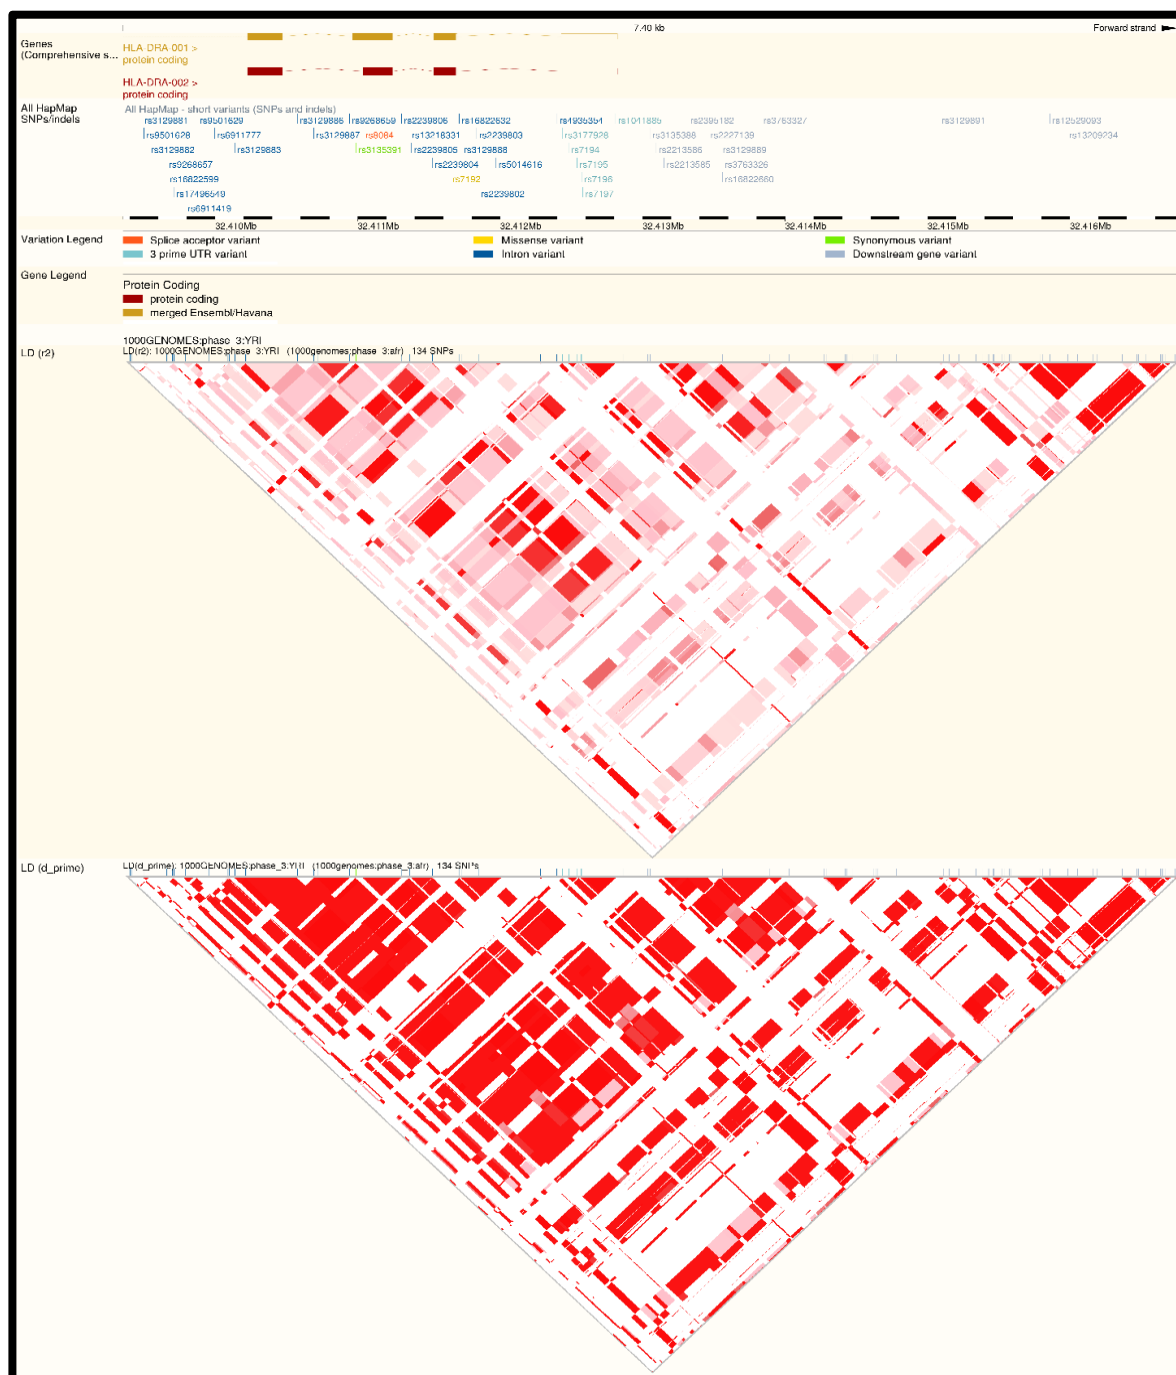 7.40 kb
Forward strand
Genes
(Comprehensive s...
HLA-DRA-001 >
protein coding
HLA-DRA-002 >
protein coding
All HapMap
SNPs/indels
All HapMap - short variants (SNPs and indels)
rs3129881 rs9501629 rs3129886 rs9268659 rs2239806 rs16822632 rs4935354 rs1041885 rs2395182 rs3763327 rs3129891 rs12529093
rs9501628 rs6911777 rs3129887 rs8084 rs13218331 rs2239803 rs3177928 rs3135388 rs2227139 rs13209234
rs3129882 rs3129883 rs3135391 rs2239805 rs3129888 rs7194 rs2213586 rs3129889
rs9268657 rs2239804 rs5014616 rs7195 rs2213585 rs3763326
rs16822599 rs7192 rs7196 rs16822660
rs17496549 rs2239802 rs7197
rs6911419
32.410Mb 32.411Mb 32.412Mb 32.413Mb 32.414Mb 32.415Mb 32.416Mb
Variation Legend
Splice acceptor variant Missense variant Synonymous variant
3 prime UTR variant Intron variant Downstream gene variant
Gene Legend
Protein Coding
protein coding
merged Ensembl/Havana
1000GENOMES:phase_3:YRI
LD (r2)
LD(r2): 1000GENOMES:phase_3:YRI (1000genomes:phase_3:afr) 134 SNPs
LD (d_prime)
LD(d_prime): 1000GENOMES:phase_3:YRI (1000genomes:phase_3:afr) 134 SNPs